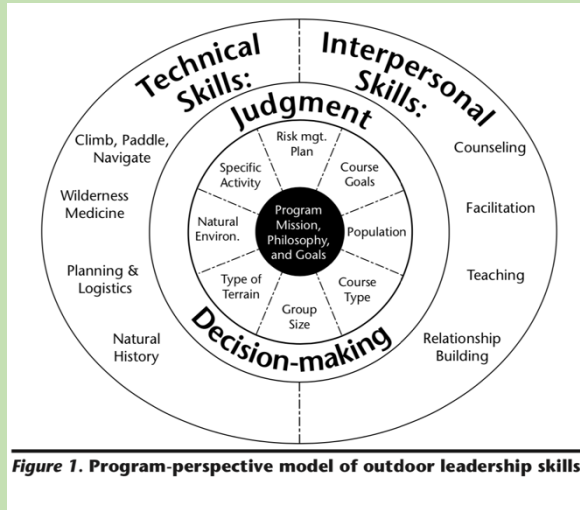 Technical
Skills:
Interpersonal
Skills:
Judgment
Climb, Paddle,
Navigate
Wilderness
Medicine
Planning &
Logistics
Natural
History
Counseling
Facilitation
Teaching
Relationship
Building
Risk mgt.
Plan
Course
Goals
Population
Course
Type
Group
Size
Type of
Terrain
Natural
Environ.
Specific
Activity
Program
Mission,
Philosophy,
and Goals
Decision-making
Figure 1. Program-perspective model of outdoor leadership skills